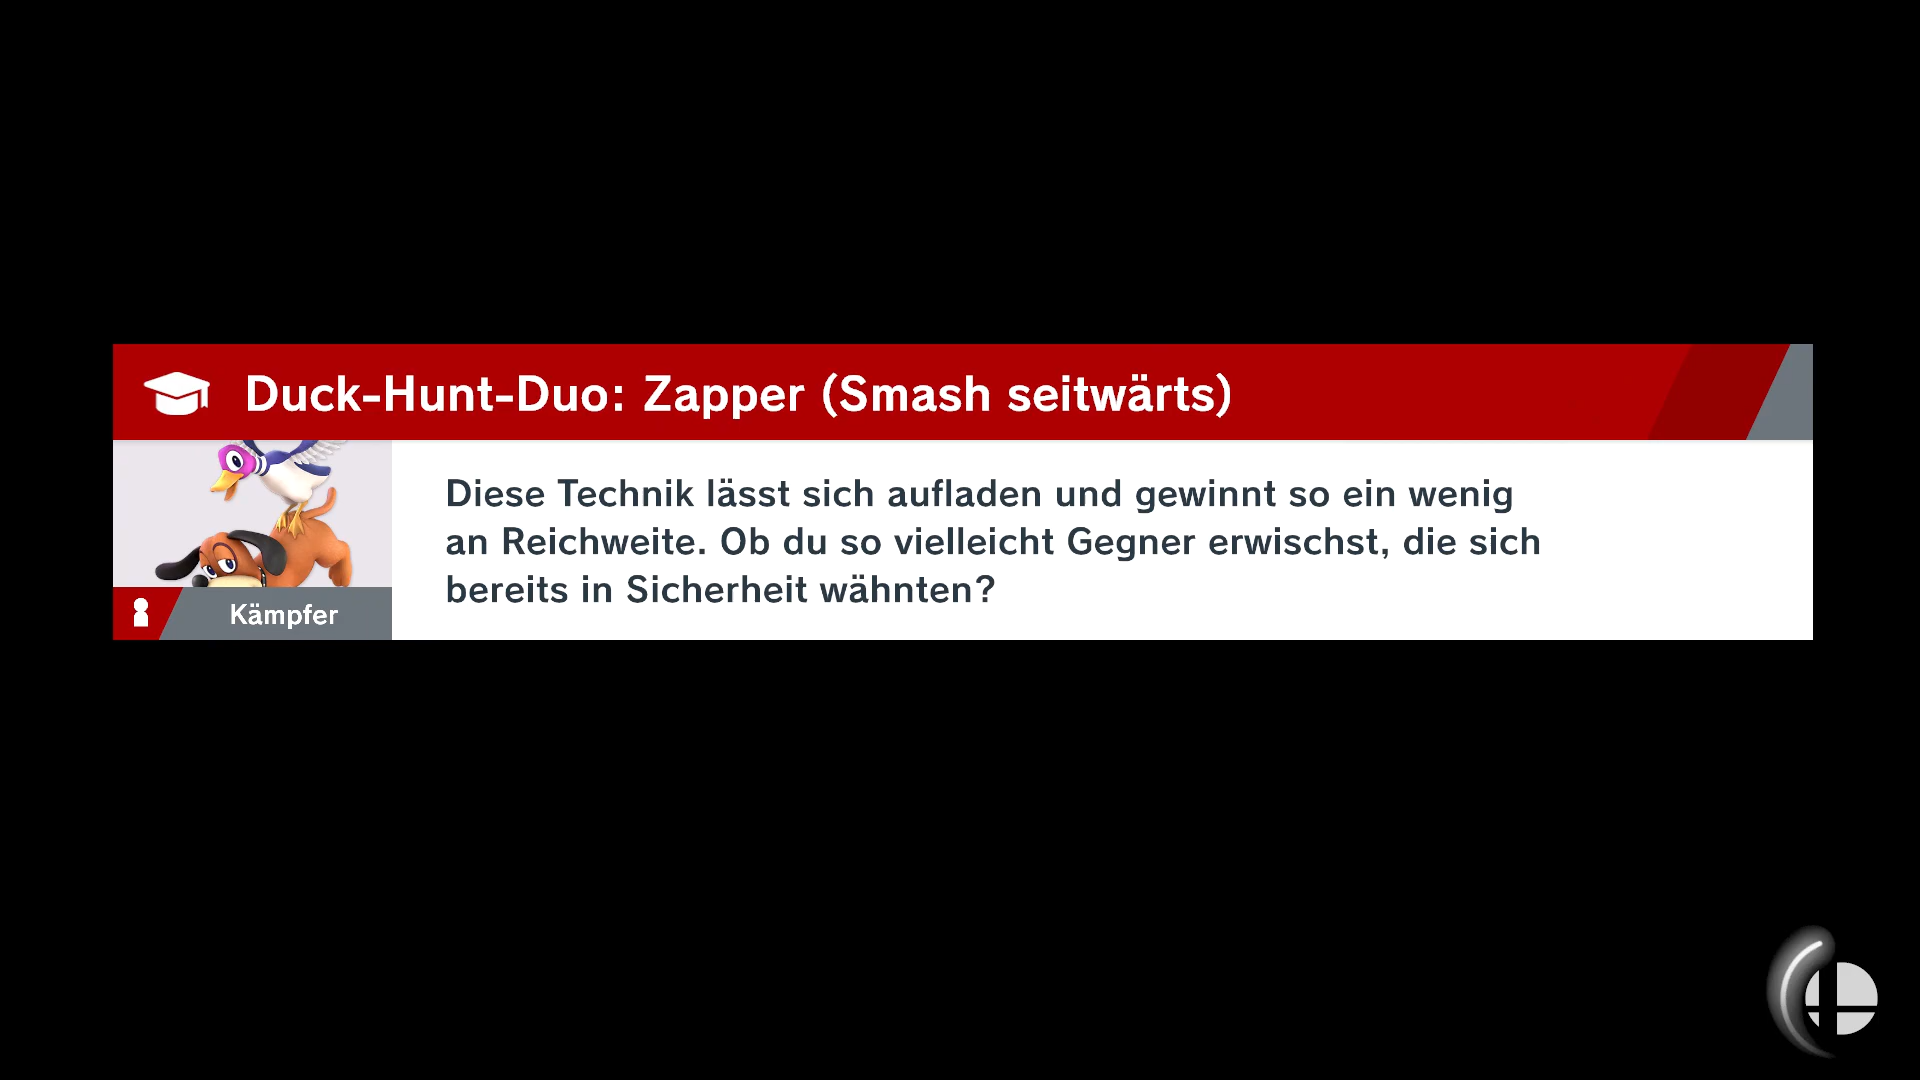 Duck-Hunt-Duo: Zapper (Smash seitwärts)
Diese Technik lässt sich aufladen und gewinnt so ein wenig
an Reichweite. Ob du so vielleicht Gegner erwischst, die sich
bereits in Sicherheit wähnten?
Kämpfer